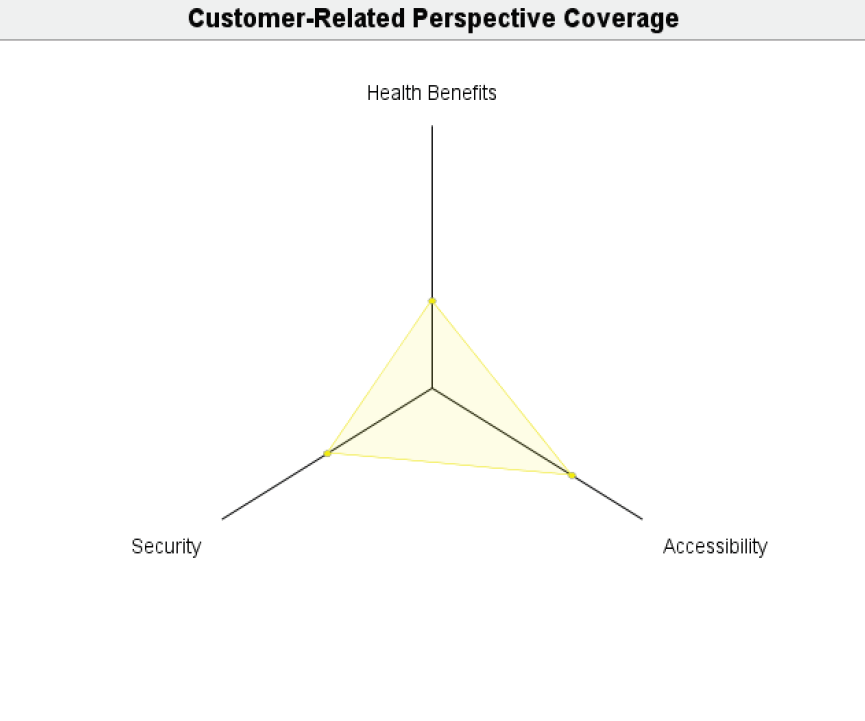 Customer-Related Perspective Coverage
Health Benefits
Security
Accessibility